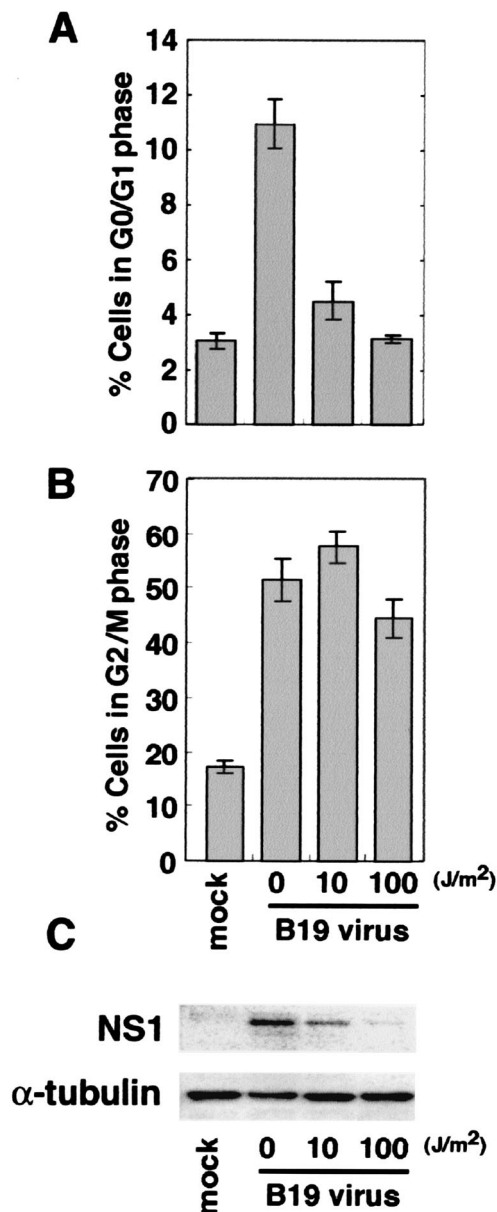 A
% Cells in G0/G1 phase
14
12
10
8
6
4
2
0
B
% Cells in G2/M phase
70
60
50
40
30
20
10
0
mock
0 10 100 (J/m²)
B19 virus
C
NS1
α-tubulin
mock
0 10 100 (J/m²)
B19 virus